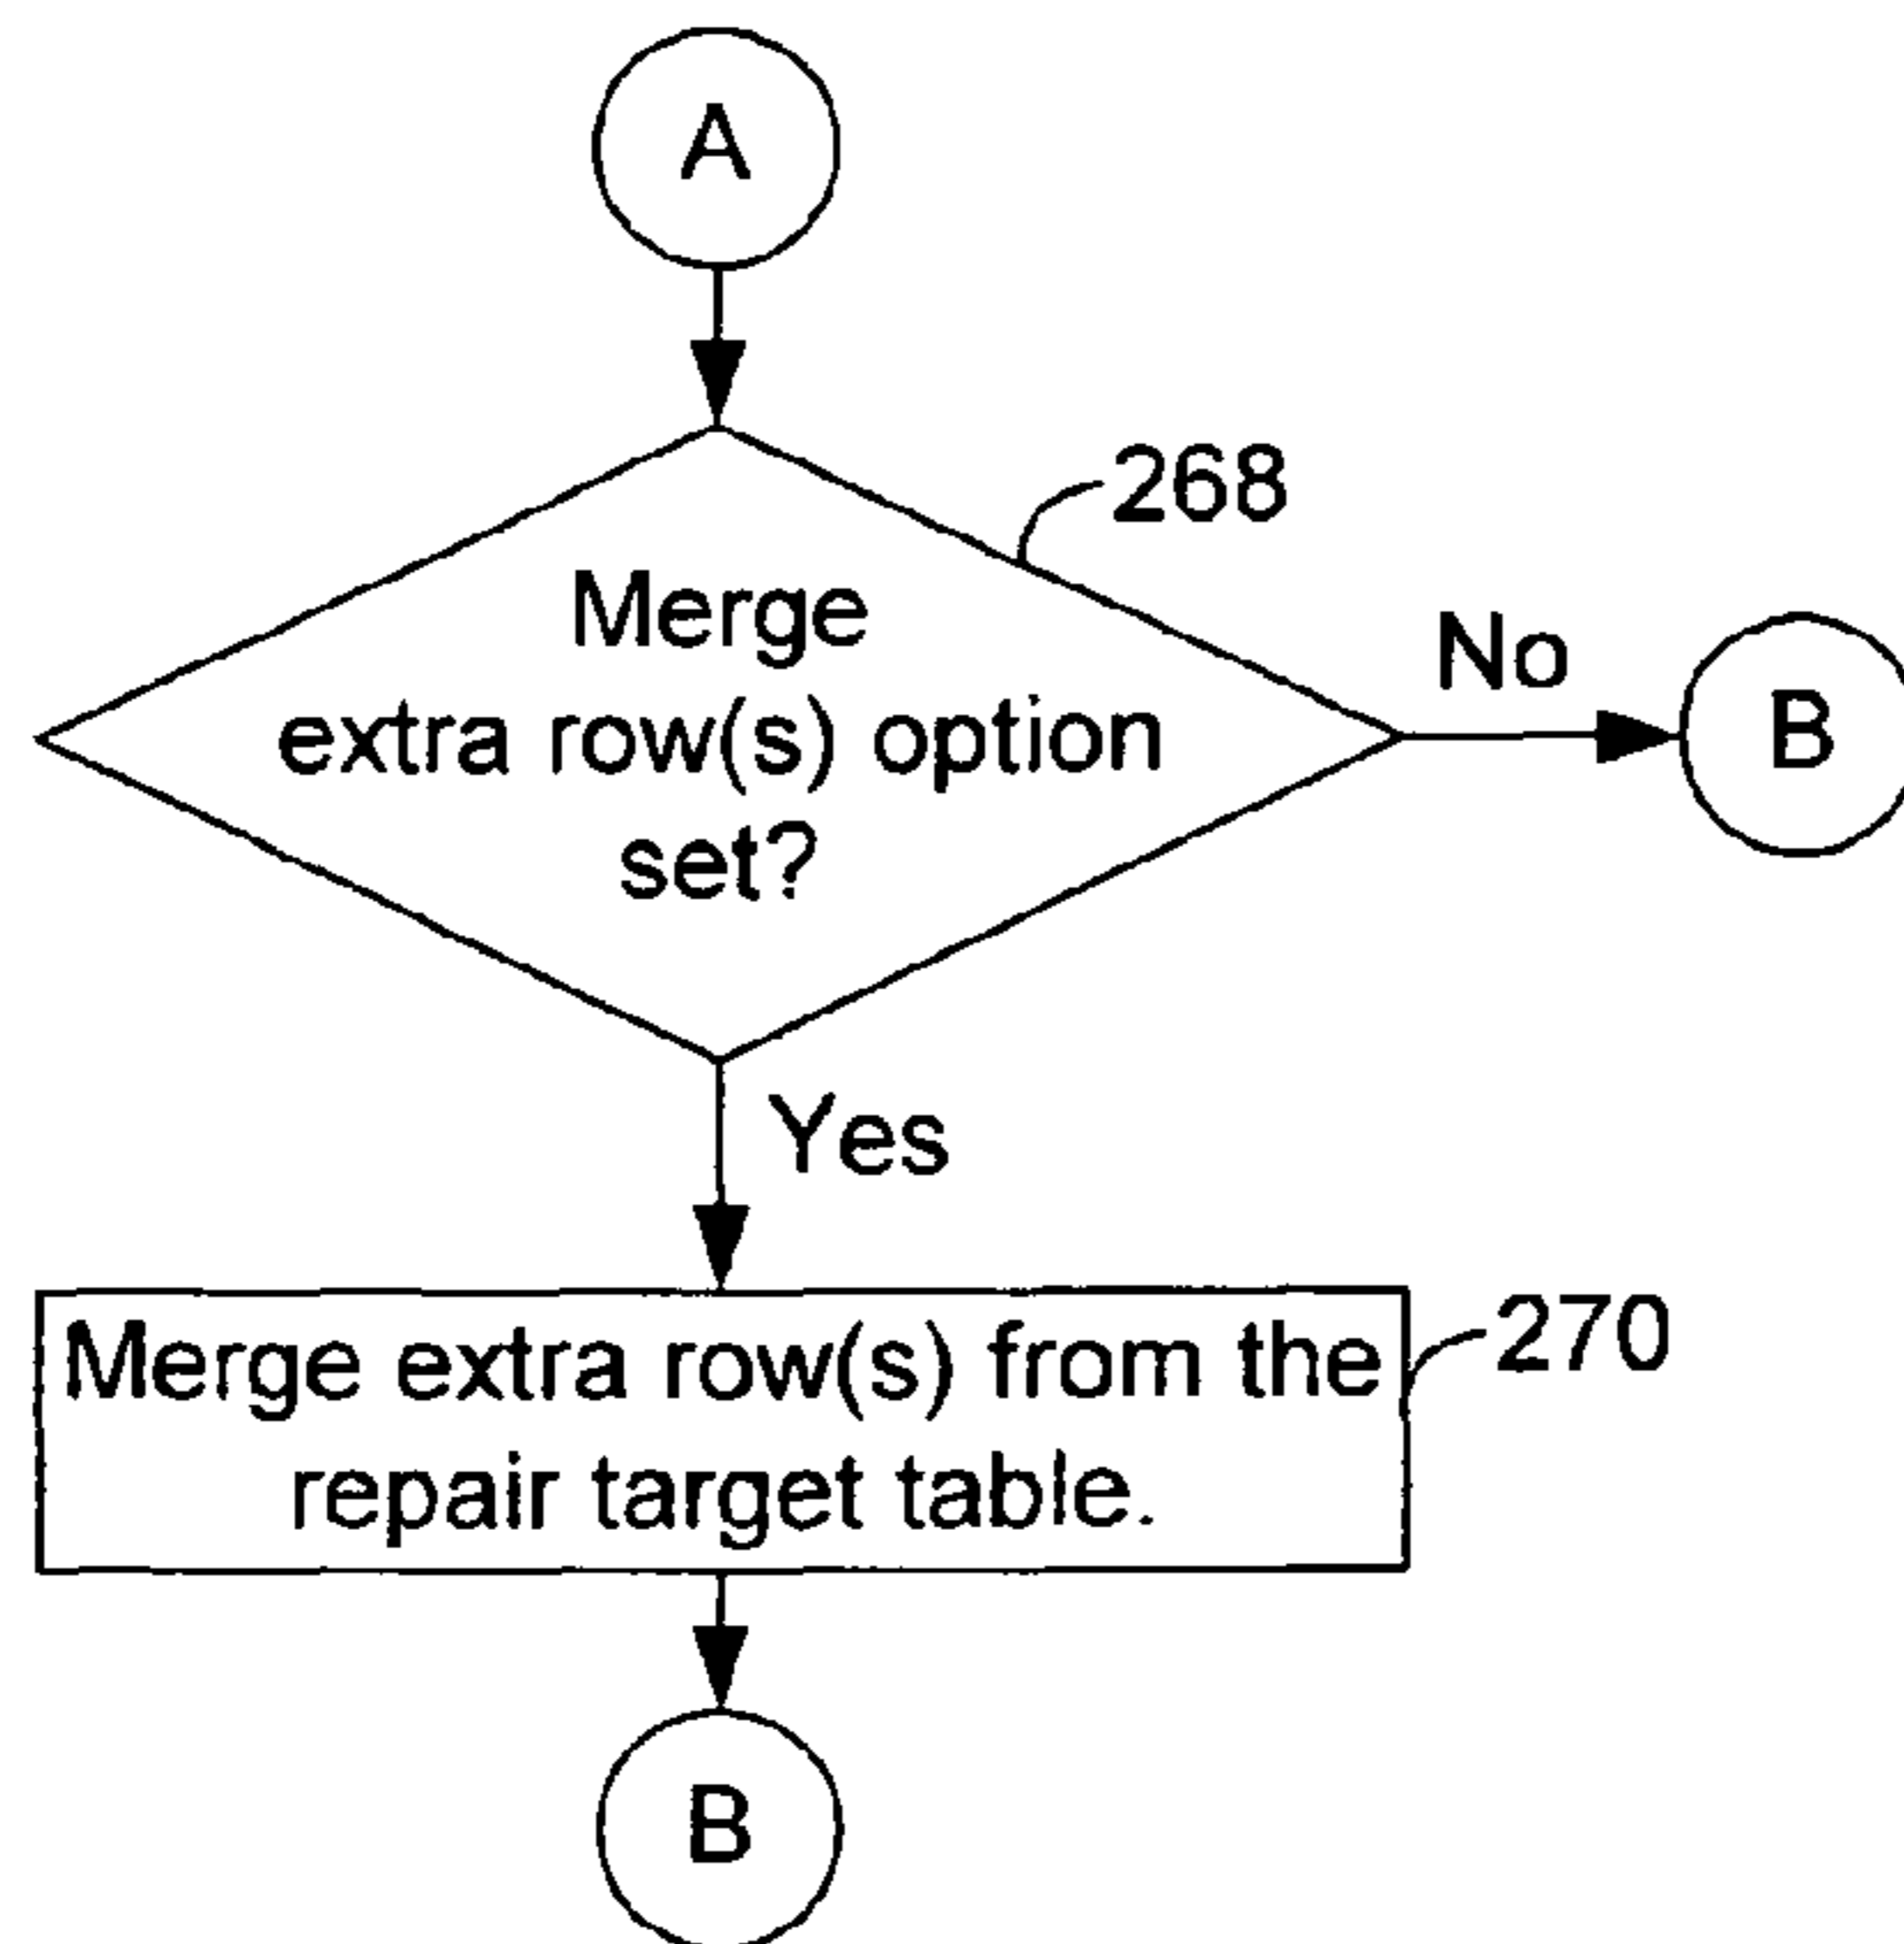 A
268
Merge
extra row(s) option
set?
No
B
Yes
Merge extra row(s) from the
repair target table.
270
B